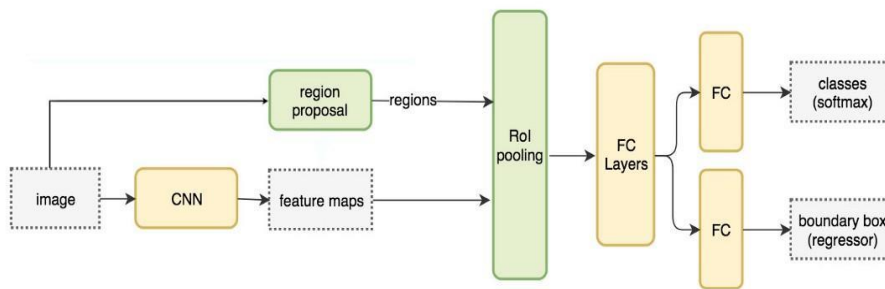 region
proposal
regions
image
CNN
feature maps
RoI
pooling
FC
Layers
FC
classes
(softmax)
FC
boundary box
(regressor)